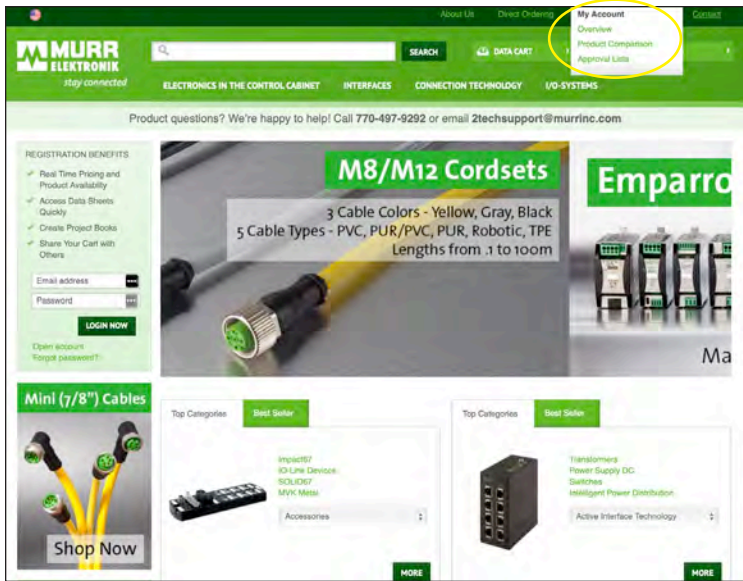 About Us Direct Ordering My Account Contact
Overview
Product Comparison
Approval Lists
MURR
ELEKTRONIK
stay connected
SEARCH DATA CART
ELECTRONICS IN THE CONTROL CABINET INTERFACES CONNECTION TECHNOLOGY I/O-SYSTEMS
Product questions? We're happy to help! Call 770-497-9292 or email 2techsupport@murrinc.com
REGISTRATION BENEFITS
Real Time Pricing and
Product Availability
Access Data Sheets
Quickly
Create Project Books
Share Your Cart with
Others
Email address
Password
LOGIN NOW
Open account
Forgot password?
M8/M12 Cordsets
3 Cable Colors - Yellow, Gray, Black
5 Cable Types - PVC, PUR/PVC, PUR, Robotic, TPE
Lengths from .1 to 100m
Emparro
Ma
Mini (7/8") Cables
Shop Now
Top Categories Best Seller
Impact67
IO-Link Devices
SOLID67
MVK Metal
Accessories
MORE
Top Categories Best Seller
Transformers
Power Supply DC
Switches
Intelligent Power Distribution
Active Interface Technology
MORE